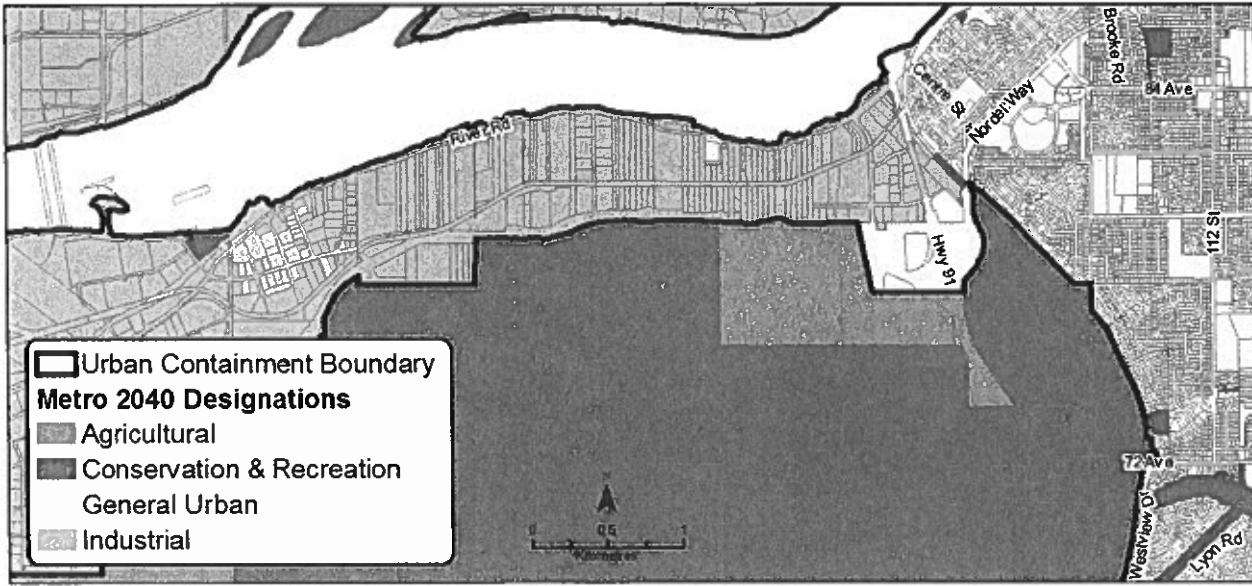 Brooke Rd
Centre St
Nordel Way
84 Ave
River Rd
112 St
Hwy 91
Urban Containment Boundary
Metro 2040 Designations
Agricultural
Conservation & Recreation
General Urban
Industrial
0 0.5 1
Kilometres
72 Ave
Westview Dr
Lyon Rd